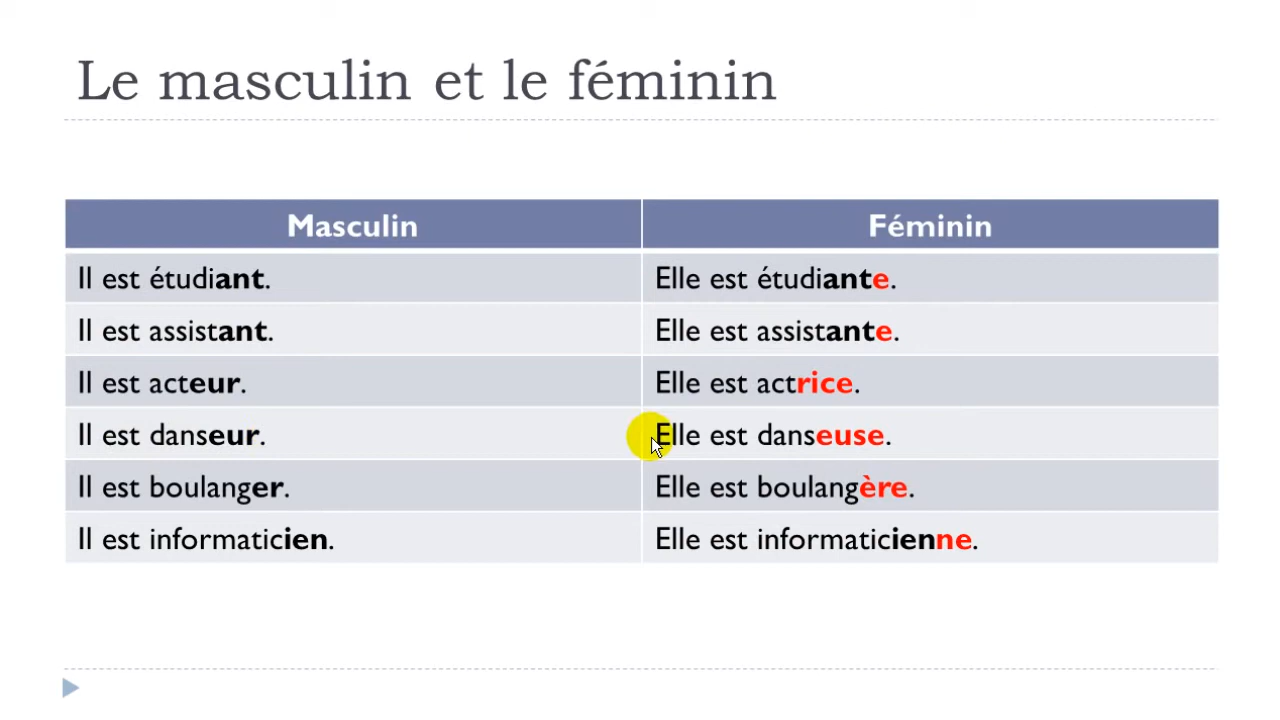 Le masculin et le féminin
Masculin Féminin
Il est étudiant. Elle est étudiante.
Il est assistant. Elle est assistante.
Il est acteur. Elle est actrice.
Il est danseur. Elle est danseuse.
Il est boulanger. Elle est boulangère.
Il est informaticien. Elle est informaticienne.